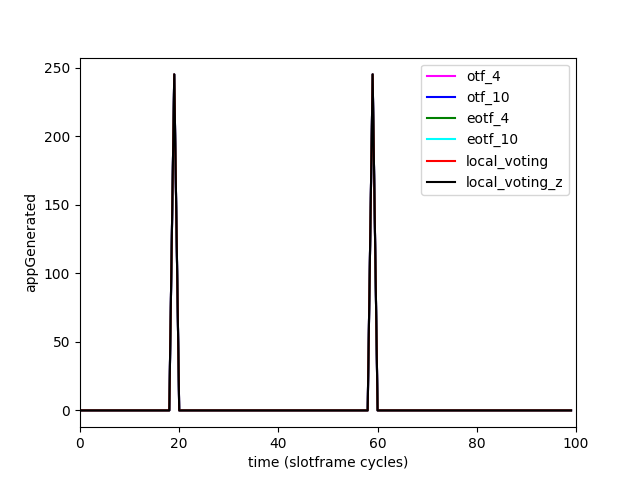 250
200
150
100
50
0
appGenerated
0 20 40 60 80 100
time (slotframe cycles)
otf_4
otf_10
eotf_4
eotf_10
local_voting
local_voting_z